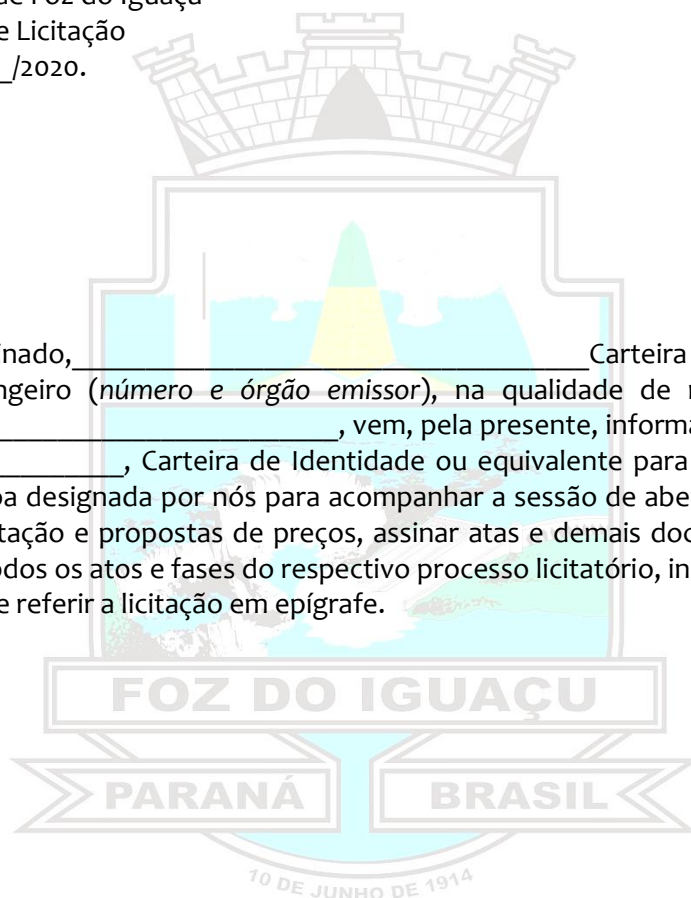 de Foz do Iguaçu
e Licitação
_/2020.
inado,___________________________________Carteira
ngeiro (número e órgão emissor), na qualidade de r
_______________________, vem, pela presente, informa
_________, Carteira de Identidade ou equivalente para
oa designada por nós para acompanhar a sessão de abe
tação e propostas de preços, assinar atas e demais doc
odos os atos e fases do respectivo processo licitatório, in
e referir a licitação em epígrafe.
FOZ DO IGUAÇU
PARANÁ BRASIL
10 DE JUNHO DE 1914